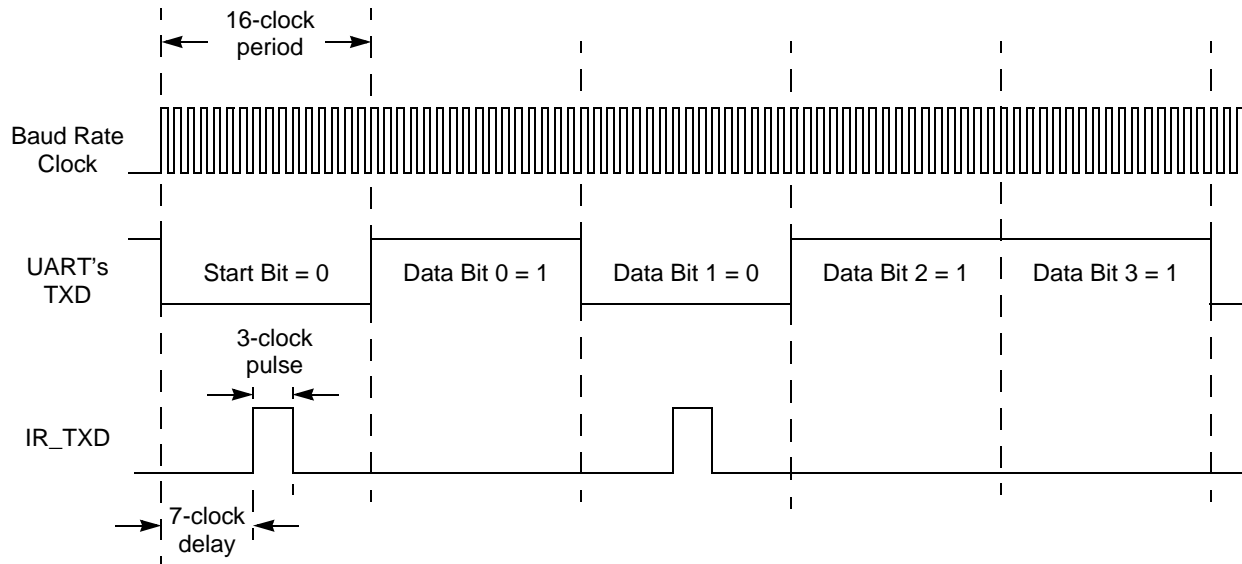 16-clock
period
Baud Rate
Clock
UART's
TXD
Start Bit = 0
Data Bit 0 = 1
Data Bit 1 = 0
Data Bit 2 = 1
Data Bit 3 = 1
3-clock
pulse
IR_TXD
7-clock
delay